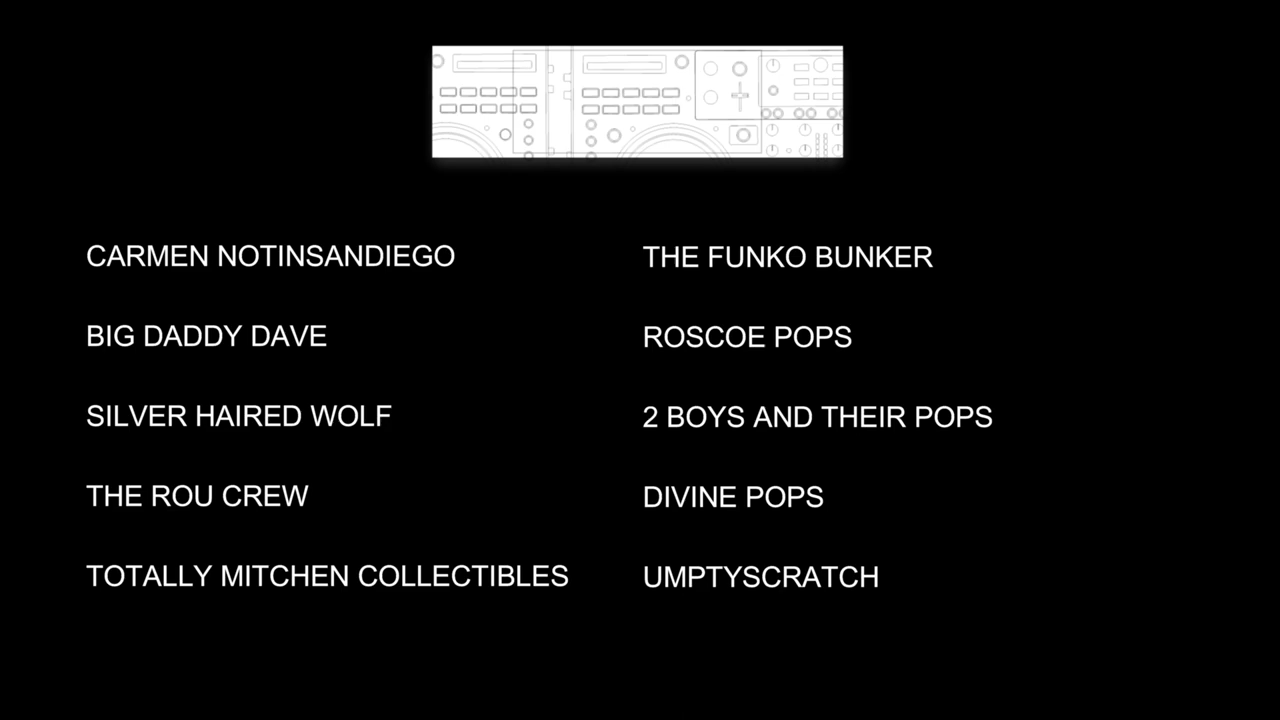 CARMEN NOTINSANDIEGO
BIG DADDY DAVE
SILVER HAIRED WOLF
THE ROU CREW
TOTALLY MITCHEN COLLECTIBLES
THE FUNKO BUNKER
ROSCOE POPS
2 BOYS AND THEIR POPS
DIVINE POPS
UMPTYSCRATCH